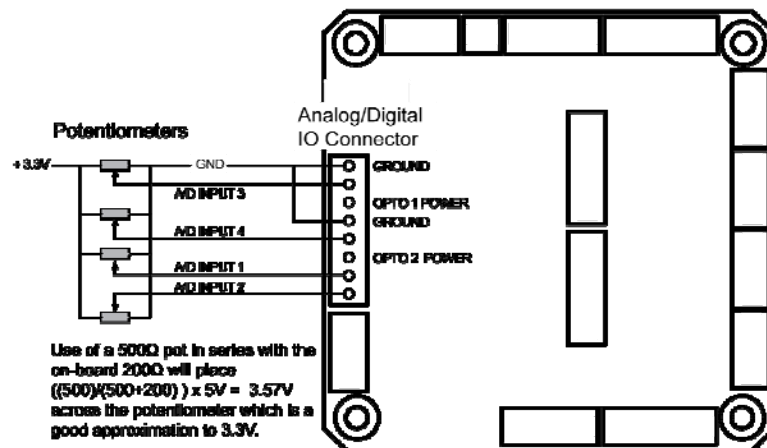 Analog/Digital
IO Connector
Potentiometers
+3.3V
GND
GROUND
A/D INPUT 3
OPTO 1 POWER
GROUND
A/D INPUT 4
OPTO 2 POWER
A/D INPUT 1
A/D INPUT 2
Use of a 500Ω pot in series with the
on-board 200Ω will place
((500)/(500+200) ) x 5V = 3.57V
across the potentiometer which is a
good approximation to 3.3V.